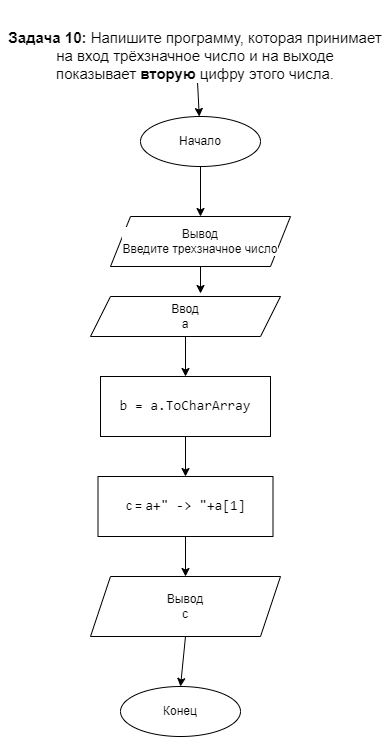 Задача 10: Напишите программу, которая принимает
на вход трёхзначное число и на выходе
показывает вторую цифру этого числа.
Начало
Вывод
Введите трехзначное число
Ввод
a
b = a.ToCharArray
c = a+" -> "+a[1]
Вывод
c
Конец